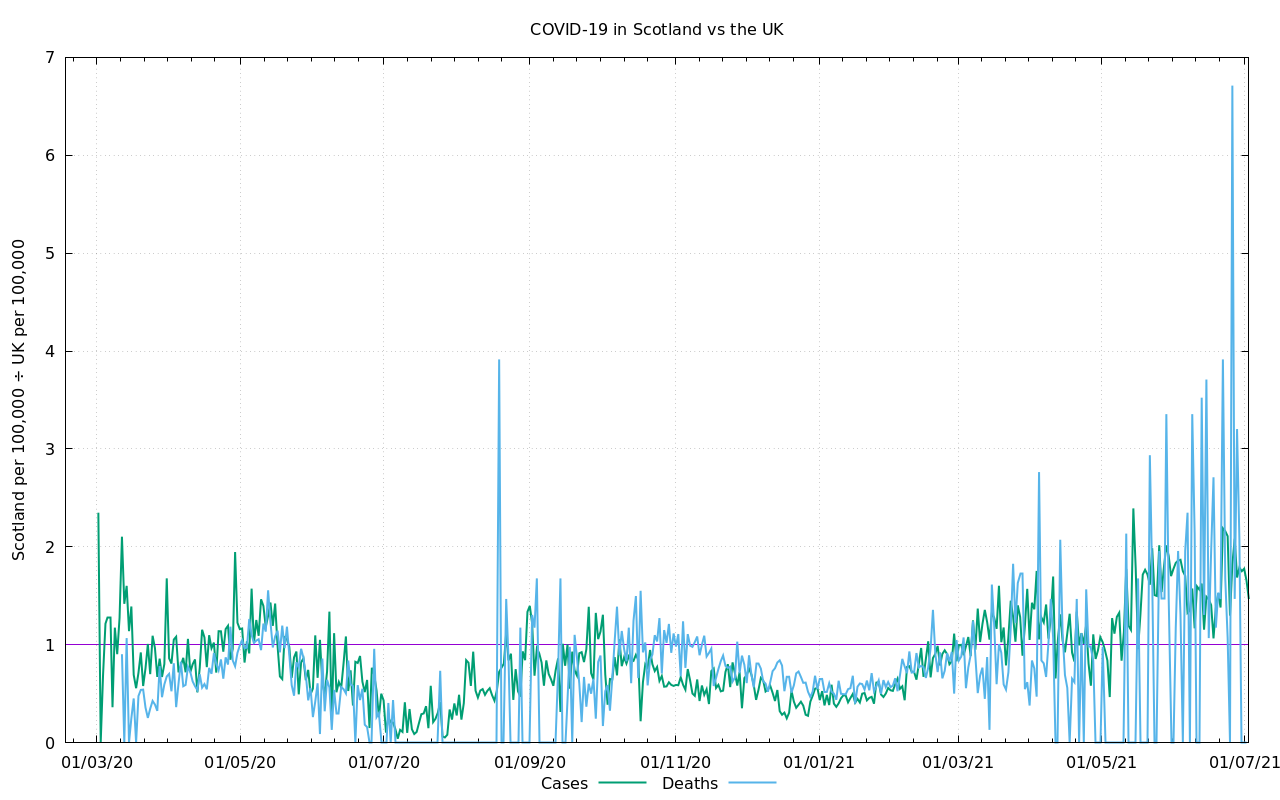 COVID-19 in Scotland vs the UK
Scotland per 100,000 ÷ UK per 100,000
7
6
5
4
3
2
1
0
01/03/20 01/05/20 01/07/20 01/09/20 01/11/20 01/01/21 01/03/21 01/05/21 01/07/21
Cases Deaths